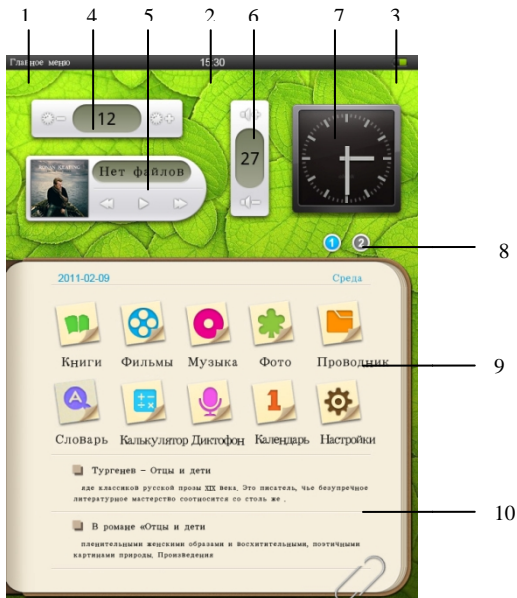 1 4 5 2 6 7 3
Главное меню 15:30
12
27
Нет файлов
1 2
8
2011-02-09 Среда
Книги Фильмы Музыка Фото Проводник
9
Словарь Калькулятор Диктофон Календарь Настройки
Тургенев - Отцы и дети
яде классикой русской прозы XIX века. Это писатель, чье безупречное
литературное мастерство соотносится со столь же .
10
В романе «Отцы и дети
пленительными женскими образами и восхитительными, поэтичными
картинами природы. Произведения